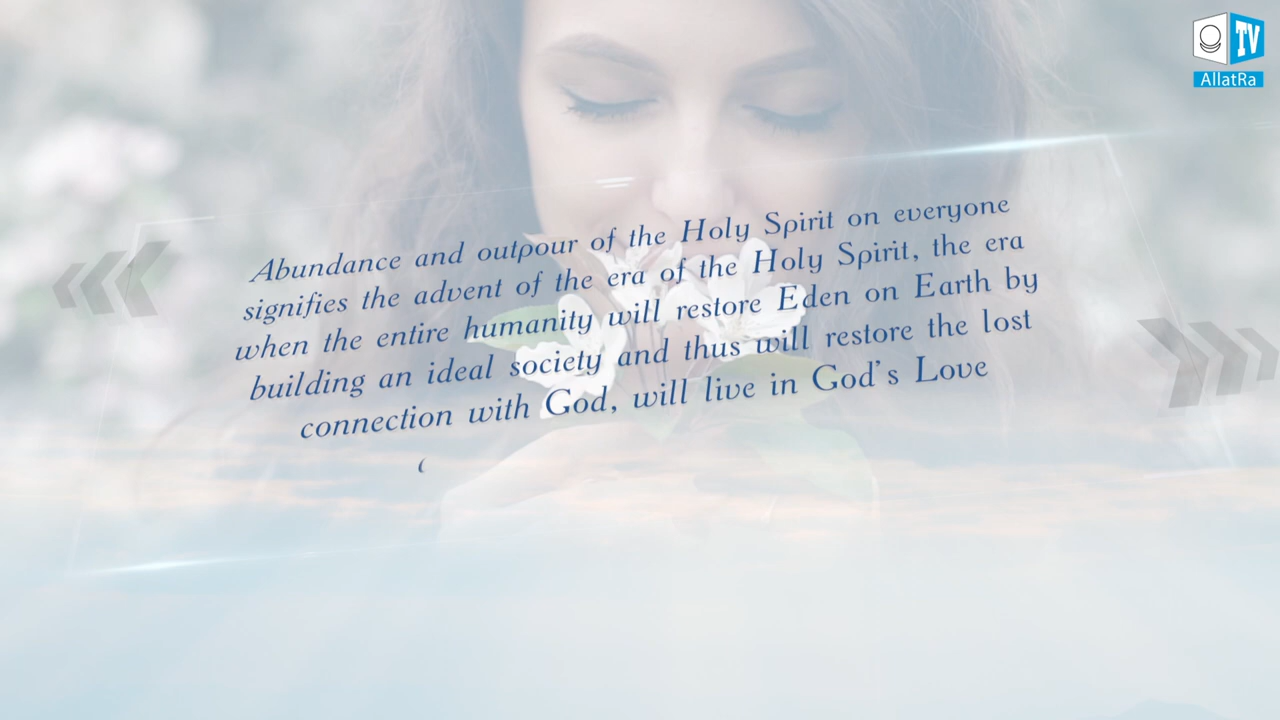 TV
AllatRa
Abundance and outpour of the Holy Spirit on everyone
signifies the advent of the era of the Holy Spirit, the era
when the entire humanity will restore Eden on Earth by
building an ideal society and thus will restore the lost
connection with God, will live in God's Love
(